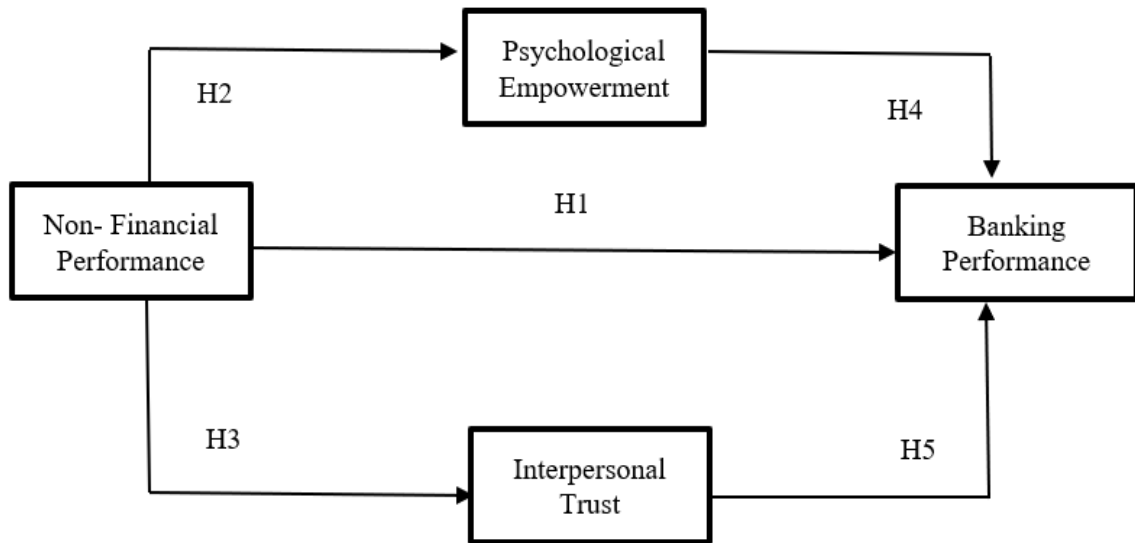 Psychological
Empowerment
H2
H4
H1
Non- Financial
Performance
Banking
Performance
H3
H5
Interpersonal
Trust